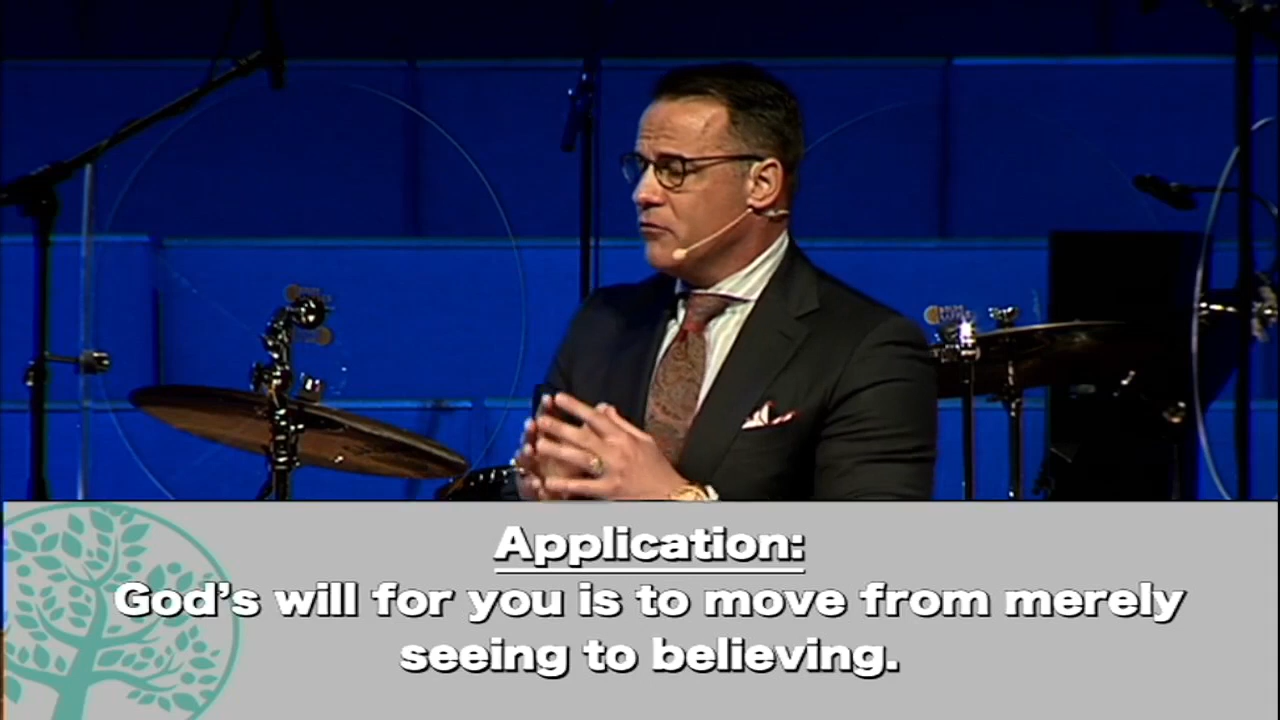 Application:
God's will for you is to move from merely
seeing to believing.